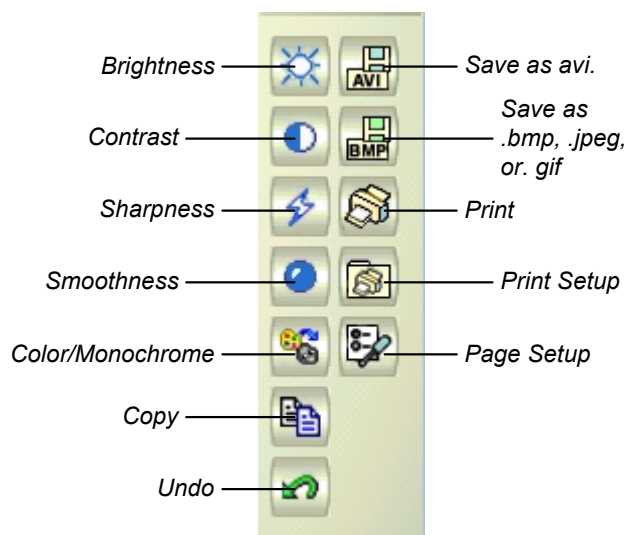 Brightness
AVI
Save as avi.
Contrast
BMP
Save as
.bmp, .jpeg,
or. gif
Sharpness
Print
Smoothness
Print Setup
Color/Monochrome
Page Setup
Copy
Undo